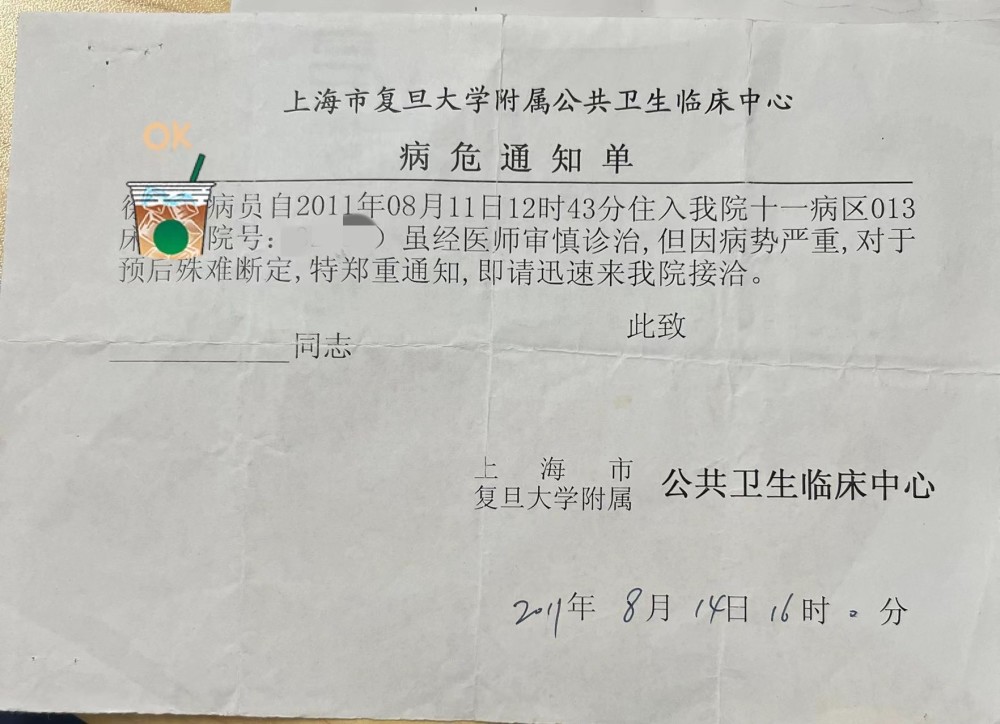 上海市复旦大学附属公共卫生临床中心
OK
病危通知单
病员自2011年08月11日12时43分住入我院十一病区013
床 院号: )虽经医师审慎诊治,但因病势严重,对于
预后殊难断定,特郑重通知,即请迅速来我院接洽。
此致
同志
上海市
复旦大学附属 公共卫生临床中心
2011年 8月 14日 16时 0分